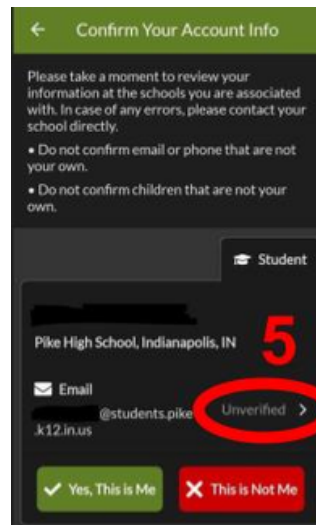 Confirm Your Account Info
Please take a moment to review your
information at the schools you are associated
with. In case of any errors, please contact your
school directly.
• Do not confirm email or phone that are not
your own.
• Do not confirm children that are not your
own.
Student
Pike High School, Indianapolis, IN
5
Email
@students.pike
.k12.in.us
Unverified
Yes, This is Me
This is Not Me